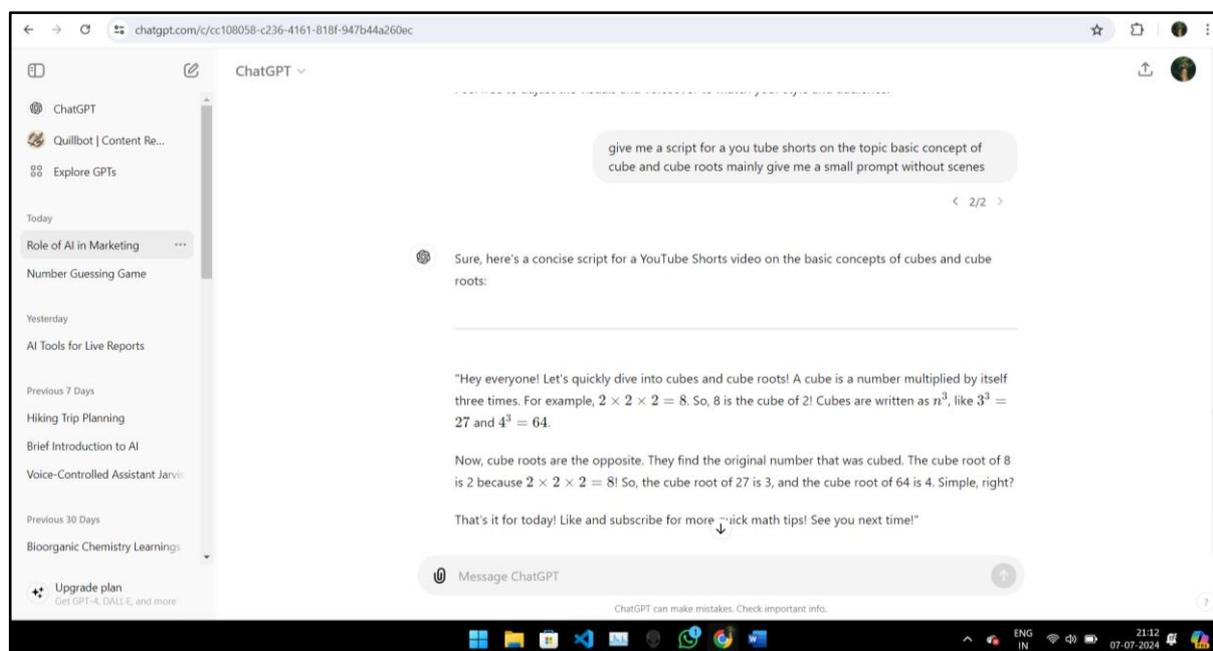 chatgpt.com/c/cc108058-c236-4161-818f-947b44a260ec
ChatGPT
ChatGPT
Quillbot | Content Re...
Explore GPTs
Today
Role of AI in Marketing
Number Guessing Game
Yesterday
AI Tools for Live Reports
Previous 7 Days
Hiking Trip Planning
Brief Introduction to AI
Voice-Controlled Assistant Jarvis
Previous 30 Days
Bioorganic Chemistry Learnings
Upgrade plan
Get GPT-4, DALL·E, and more
give me a script for a you tube shorts on the topic basic concept of
cube and cube roots mainly give me a small prompt without scenes
2/2
Sure, here's a concise script for a YouTube Shorts video on the basic concepts of cubes and cube
roots:
"Hey everyone! Let's quickly dive into cubes and cube roots! A cube is a number multiplied by itself
three times. For example, 2 × 2 × 2 = 8. So, 8 is the cube of 2! Cubes are written as n³, like 3³ =
27 and 4³ = 64.
Now, cube roots are the opposite. They find the original number that was cubed. The cube root of 8
is 2 because 2 × 2 × 2 = 8! So, the cube root of 27 is 3, and the cube root of 64 is 4. Simple, right?
That's it for today! Like and subscribe for more quick math tips! See you next time!"
Message ChatGPT
ChatGPT can make mistakes. Check important info.
?
ENG
IN
21:12
07-07-2024